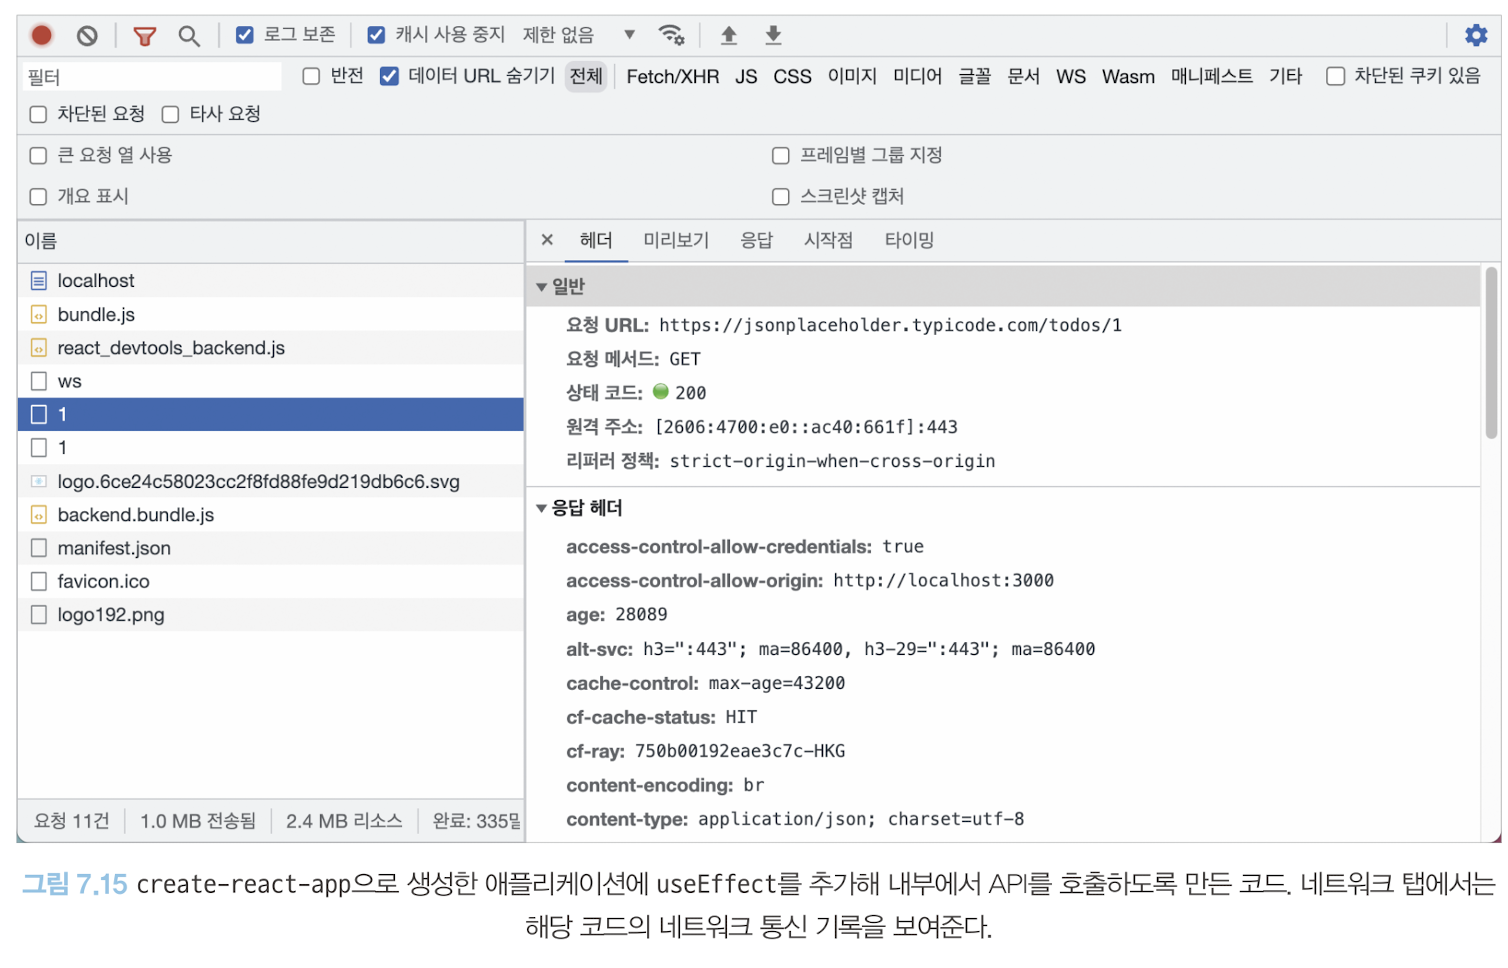 로그 보존 캐시 사용 중지 제한 없음
필터 반전 데이터 URL 숨기기 전체 Fetch/XHR JS CSS 이미지 미디어 글꼴 문서 WS Wasm 매니페스트 기타 차단된 쿠키 있음
차단된 요청 타사 요청
큰 요청 열 사용 프레임별 그룹 지정
개요 표시 스크린샷 캡처
이름
localhost
bundle.js
react_devtools_backend.js
ws
1
1
logo.6ce24c58023cc2f8fd88fe9d219db6c6.svg
backend.bundle.js
manifest.json
favicon.ico
logo192.png
요청 11건 1.0 MB 전송됨 2.4 MB 리소스 완료: 335밀
× 헤더 미리보기 응답 시작점 타이밍
일반
요청 URL: https://jsonplaceholder.typicode.com/todos/1
요청 메서드: GET
상태 코드: 200
원격 주소: [2606:4700:e0::ac40:661f]:443
리퍼러 정책: strict-origin-when-cross-origin
응답 헤더
access-control-allow-credentials: true
access-control-allow-origin: http://localhost:3000
age: 28089
alt-svc: h3=":443"; ma=86400, h3-29=":443"; ma=86400
cache-control: max-age=43200
cf-cache-status: HIT
cf-ray: 750b00192eae3c7c-HKG
content-encoding: br
content-type: application/json; charset=utf-8
그림 7.15 create-react-app으로 생성한 애플리케이션에 useEffect를 추가해 내부에서 API를 호출하도록 만든 코드. 네트워크 탭에서는
해당 코드의 네트워크 통신 기록을 보여준다.